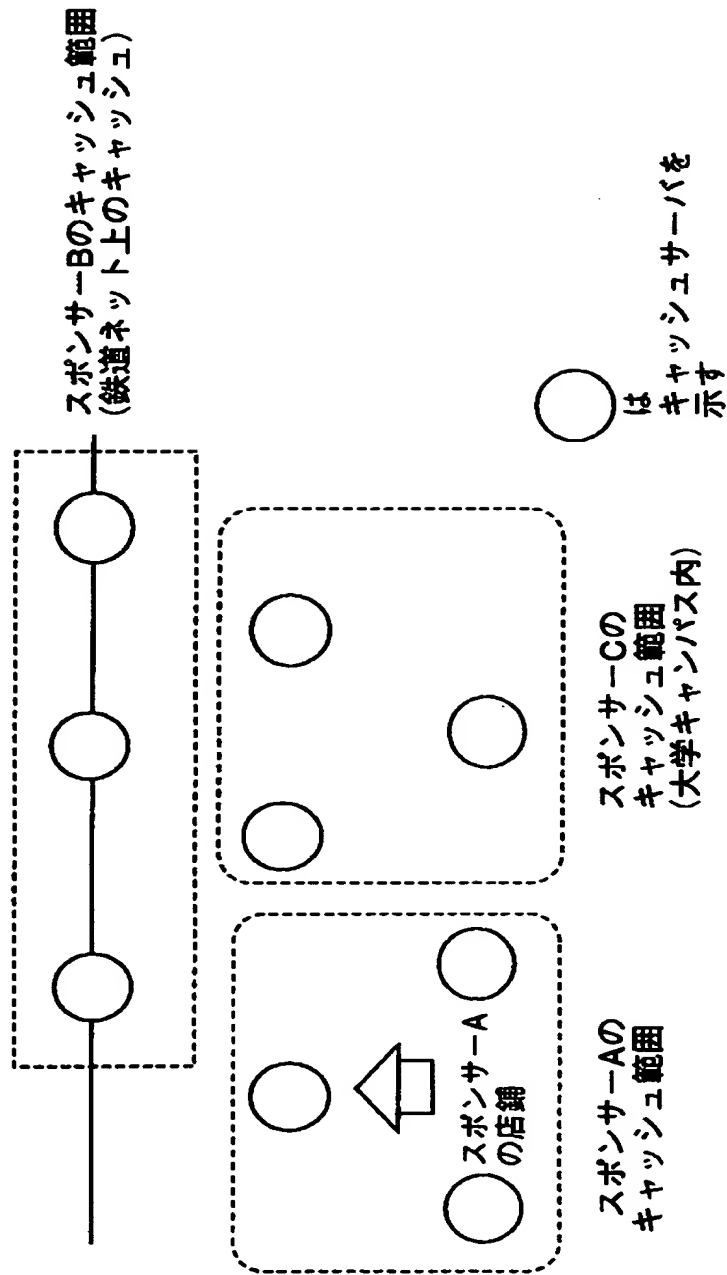 スポンサーBのキャッシュ範囲
(鉄道ネット上のキャッシュ)
スポンサーA
の店鋪
スポンサーAの
キャッシュ範囲
スポンサーCの
キャッシュ範囲
(大学キャンパス内)
は
キャッシュサーバを
示す